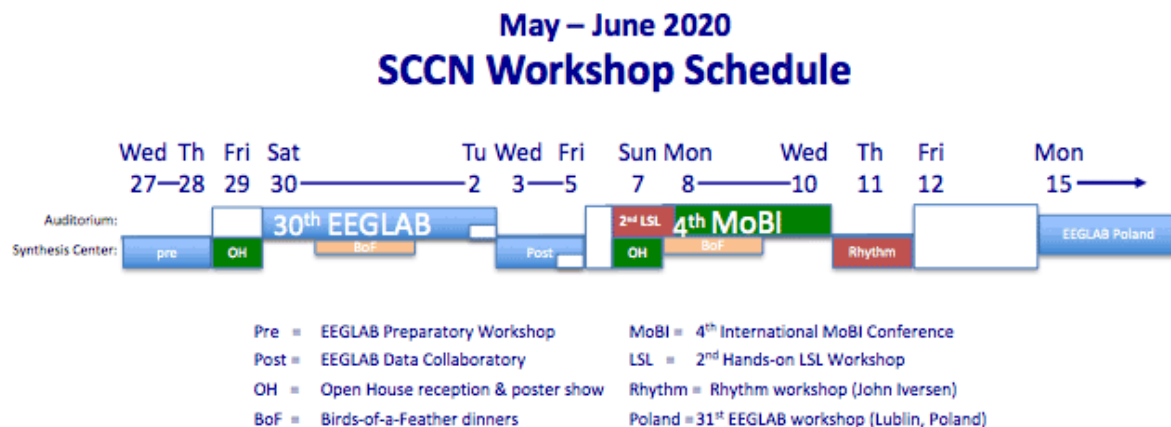 May – June 2020
SCCN Workshop Schedule
Wed Th Fri Sat Tu Wed Fri Sun Mon Wed Th Fri Mon
27 28 29 30 2 3 5 7 8 10 11 12 15
Auditorium: 30th EEGLAB 2nd LSL 4th MoBI
Synthesis Center: pre OH BoF Post OH BoF Rhythm EEGLAB Poland
Pre = EEGLAB Preparatory Workshop MoBI = 4th International MoBI Conference
Post = EEGLAB Data Collaboratory LSL = 2nd Hands-on LSL Workshop
OH = Open House reception & poster show Rhythm = Rhythm workshop (John Iversen)
BoF = Birds-of-a-Feather dinners Poland = 31st EEGLAB workshop (Lublin, Poland)